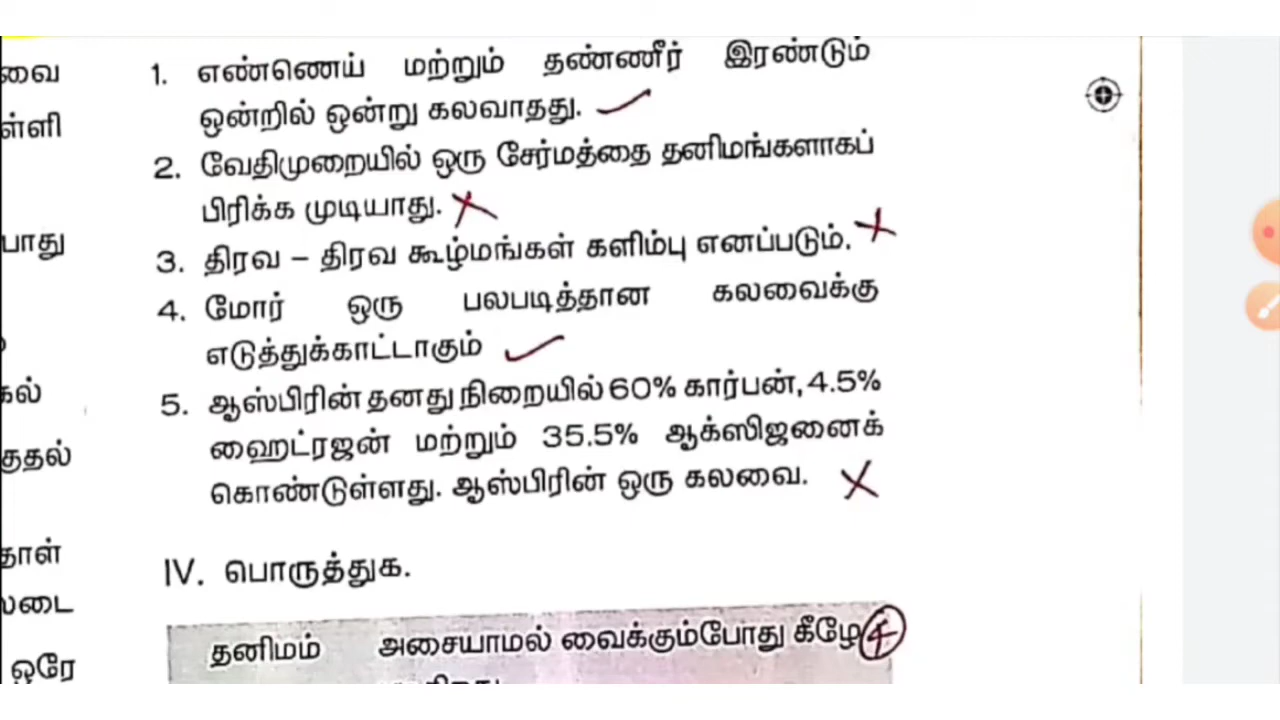 வை
ள்ளி
பாது
கல்
குதல்
தாள்
டை
ஒரே
1. எண்ணெய் மற்றும் தண்ணீர் இரண்டும்
ஒன்றில் ஒன்று கலவாதது.
2. வேதிமுறையில் ஒரு சேர்மத்தை தனிமங்களாகப்
பிரிக்க முடியாது.
3. திரவ – திரவ கூழ்மங்கள் களிம்பு எனப்படும்.
4. மோர் ஒரு பலபடித்தான கலவைக்கு
எடுத்துக்காட்டாகும்
5. ஆஸ்பிரின் தனது நிறையில் 60% கார்பன், 4.5%
ஹைட்ரஜன் மற்றும் 35.5% ஆக்ஸிஜனைக்
கொண்டுள்ளது. ஆஸ்பிரின் ஒரு கலவை.
IV. பொருத்துக.
தனிமம் அசையாமல் வைக்கும்போது கீழே 4